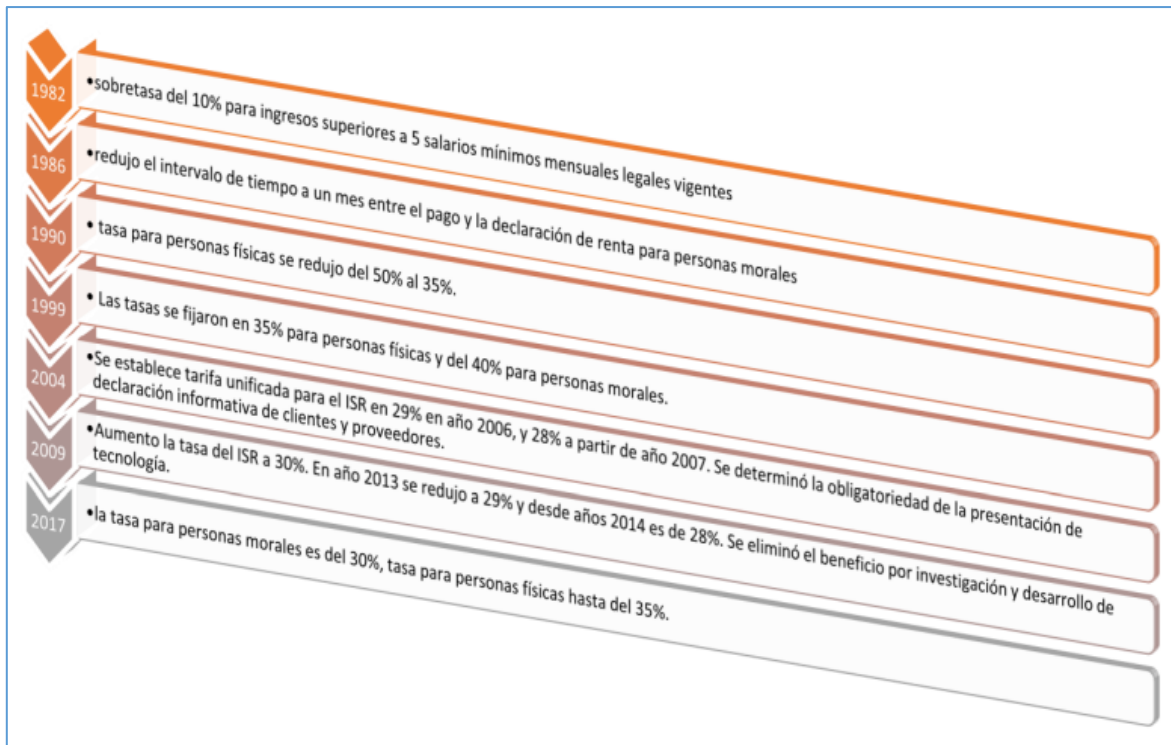 1982
•sobretasa del 10% para ingresos superiores a 5 salarios mínimos mensuales legales vigentes
1986
•redujo el intervalo de tiempo a un mes entre el pago y la declaración de renta para personas morales
1990
• tasa para personas físicas se redujo del 50% al 35%.
1999
• Las tasas se fijaron en 35% para personas físicas y del 40% para personas morales.
2004
•Se establece tarifa unificada para el ISR en 29% en año 2006, y 28% a partir de año 2007. Se determinó la obligatoriedad de la presentación de
declaración informativa de clientes y proveedores.
2009
•Aumento la tasa del ISR a 30%. En año 2013 se redujo a 29% y desde años 2014 es de 28%. Se eliminó el beneficio por investigación y desarrollo de
tecnología.
2017
•la tasa para personas morales es del 30%, tasa para personas físicas hasta del 35%.